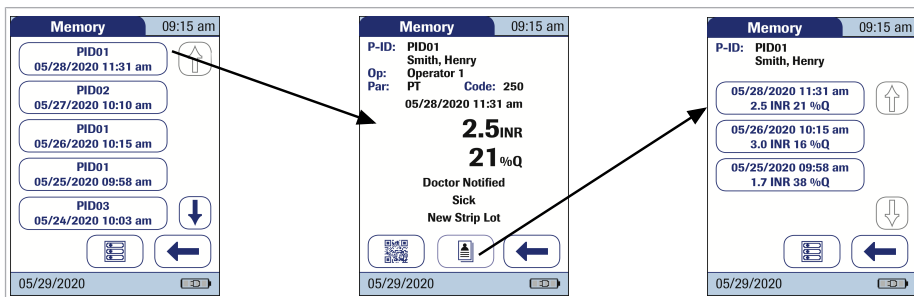 Memory 09:15 am
PID01
05/28/2020 11:31 am
PID02
05/27/2020 10:10 am
PID01
05/26/2020 10:15 am
PID01
05/25/2020 09:58 am
PID03
05/24/2020 10:03 am
05/29/2020
Memory 09:15 am
P-ID: PID01
Smith, Henry
Op: Operator 1
Par: PT Code: 250
05/28/2020 11:31 am
2.5INR
21%Q
Doctor Notified
Sick
New Strip Lot
05/29/2020
Memory 09:15 am
P-ID: PID01
Smith, Henry
05/28/2020 11:31 am
2.5 INR 21 %Q
05/26/2020 10:15 am
3.0 INR 16 %Q
05/25/2020 09:58 am
1.7 INR 38 %Q
05/29/2020